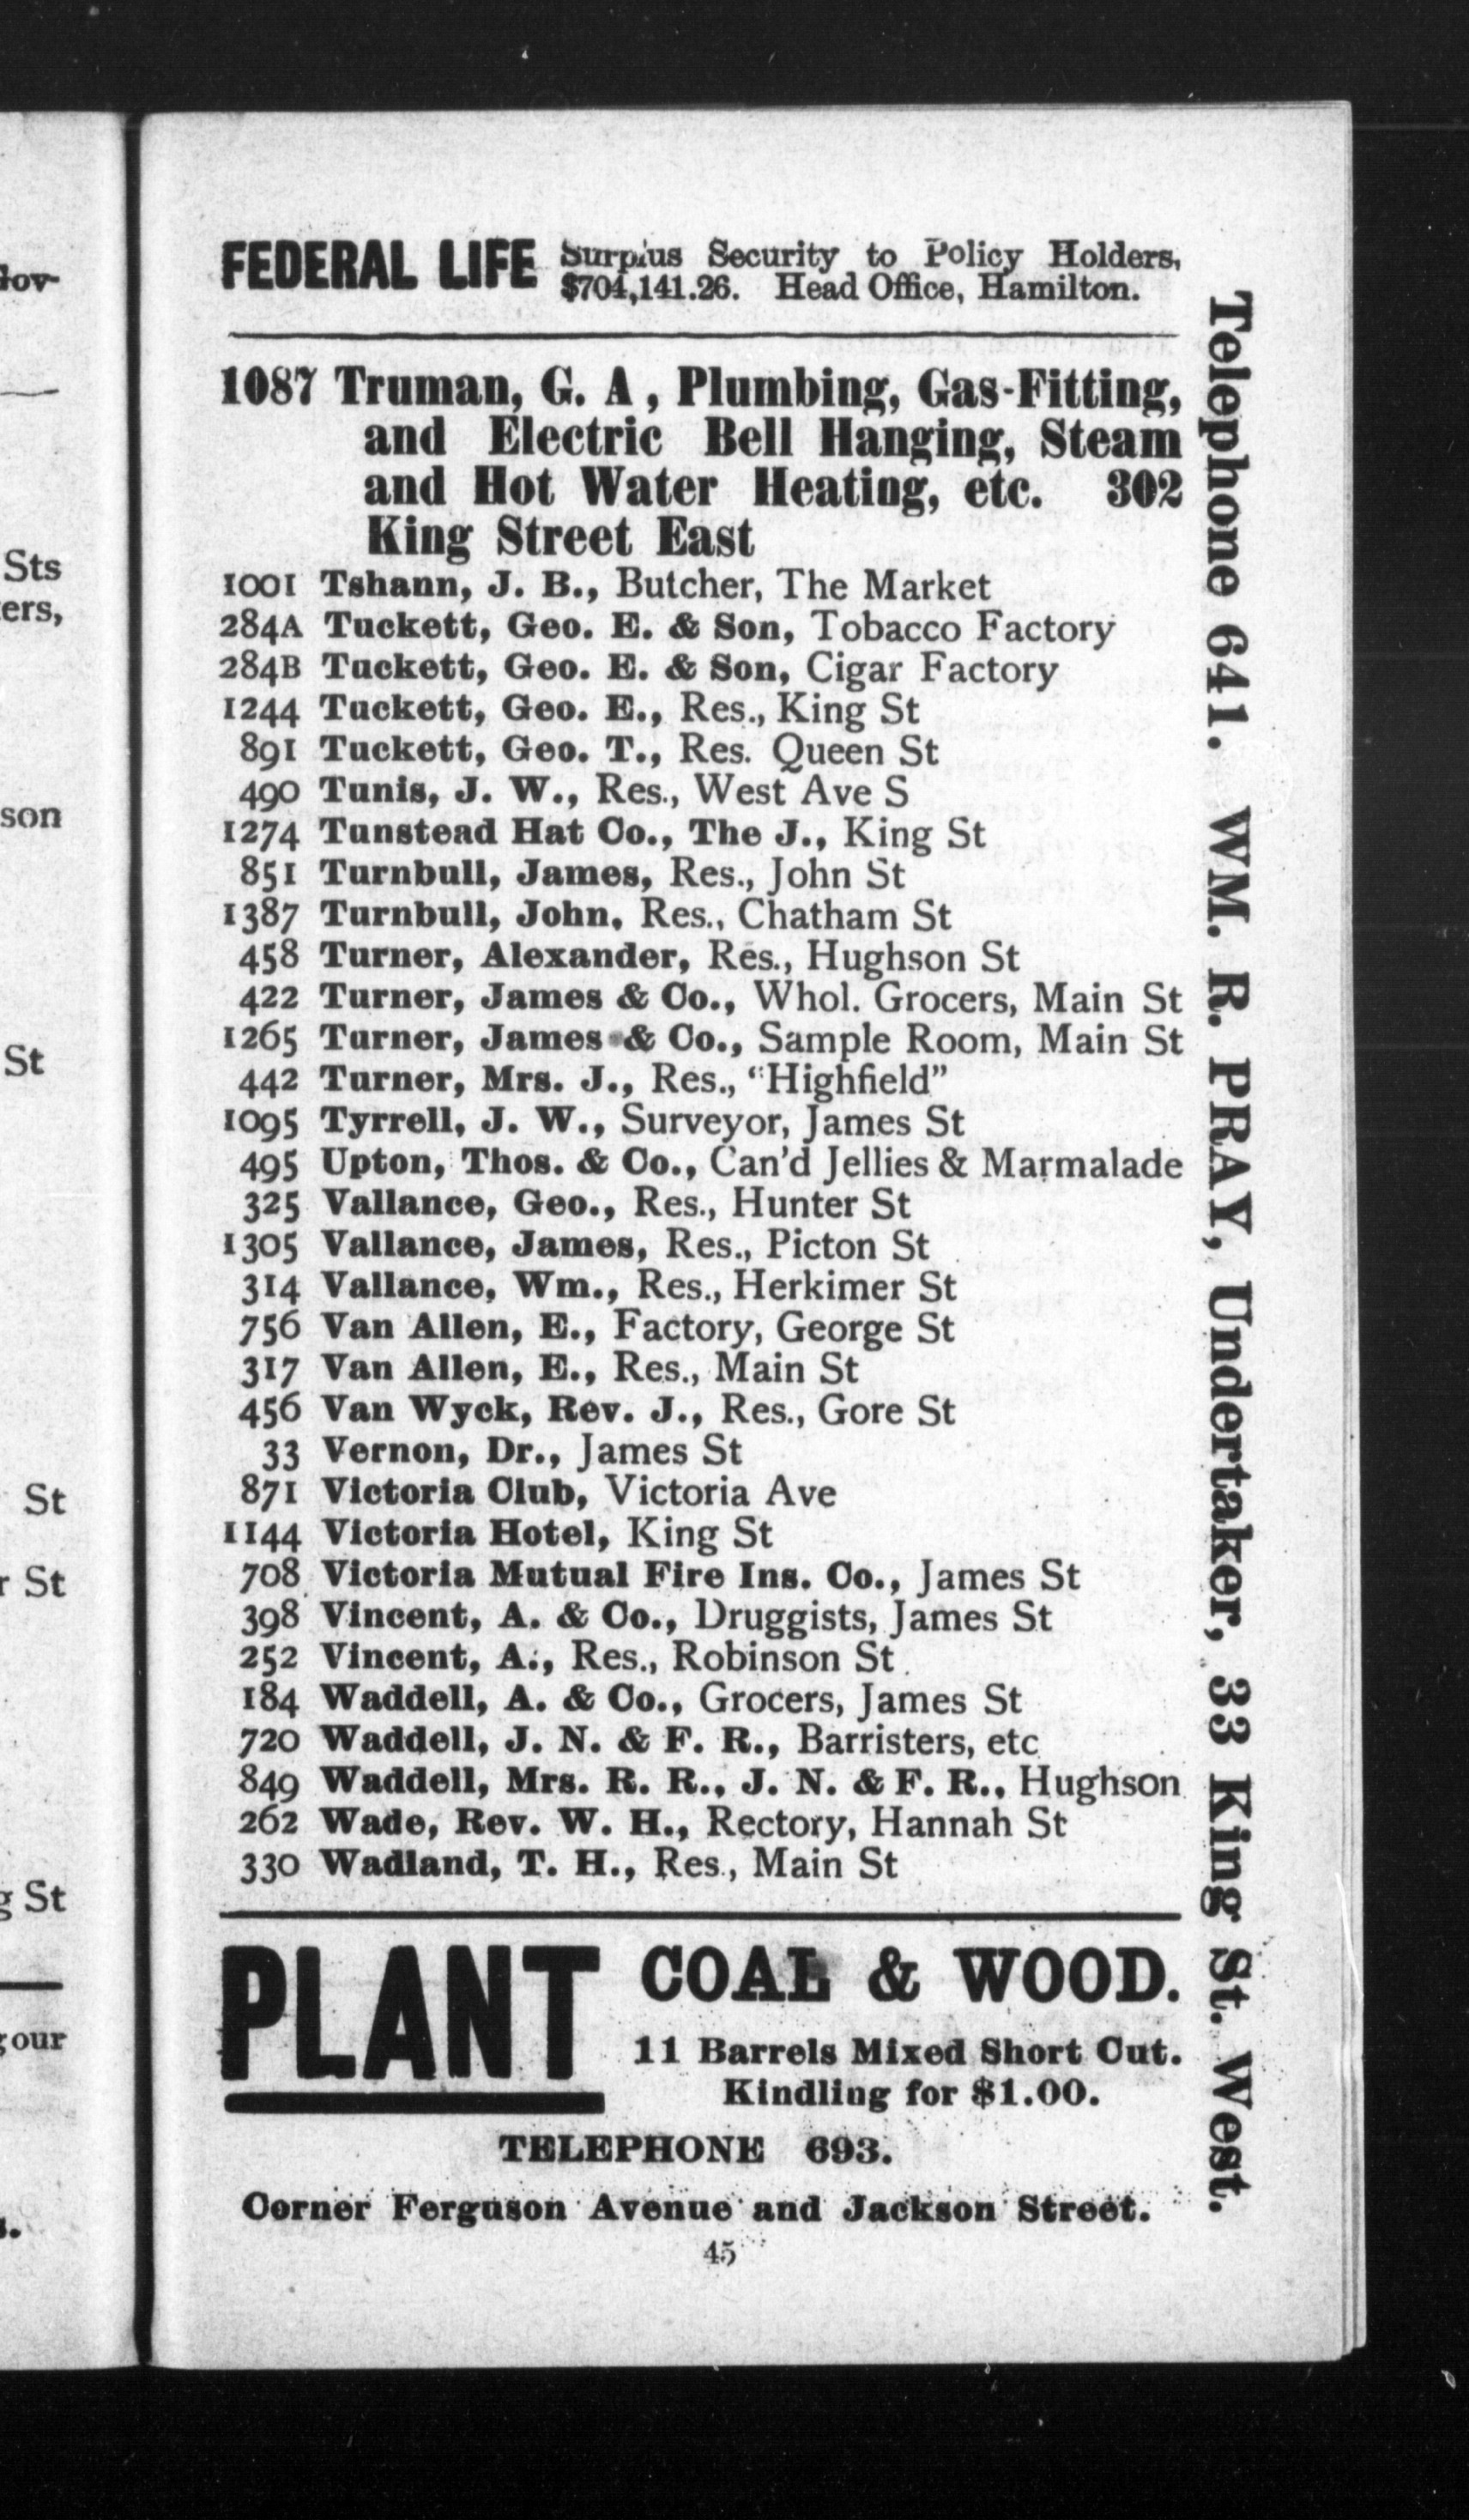 FEDERAL LIFE Surplus Security to Policy Holders,
$704,141.26. Head Office, Hamilton.
1087 Truman, G. A, Plumbing, Gas-Fitting,
and Electric Bell Hanging, Steam
and Hot Water Heating, etc. 302
King Street East
1001 Tshann, J. B., Butcher, The Market
284A Tuckett, Geo. E. & Son, Tobacco Factory
284B Tuckett, Geo. E. & Son, Cigar Factory
1244 Tuckett, Geo. E., Res., King St
891 Tuckett, Geo. T., Res. Queen St
490 Tunis, J. W., Res., West Ave S
1274 Tunstead Hat Co., The J., King St
851 Turnbull, James, Res., John St
1387 Turnbull, John, Res., Chatham St
458 Turner, Alexander, Res., Hughson St
422 Turner, James & Co., Whol. Grocers, Main St
1265 Turner, James & Co., Sample Room, Main St
442 Turner, Mrs. J., Res., "Highfield"
1095 Tyrrell, J. W., Surveyor, James St
495 Upton, Thos. & Co., Can'd Jellies & Marmalade
325 Vallance, Geo., Res., Hunter St
1305 Vallance, James, Res., Picton St
314 Vallance, Wm., Res., Herkimer St
756 Van Allen, E., Factory, George St
317 Van Allen, E., Res., Main St
456 Van Wyck, Rev. J., Res., Gore St
33 Vernon, Dr., James St
871 Victoria Club, Victoria Ave
1144 Victoria Hotel, King St
708 Victoria Mutual Fire Ins. Co., James St
398 Vincent, A. & Co., Druggists, James St
252 Vincent, A., Res., Robinson St
184 Waddell, A. & Co., Grocers, James St
720 Waddell, J. N. & F. R., Barristers, etc
849 Waddell, Mrs. R. R., J. N. & F. R., Hughson
262 Wade, Rev. W. H., Rectory, Hannah St
330 Wadland, T. H., Res., Main St
PLANT COAL & WOOD.
11 Barrels Mixed Short Cut.
Kindling for $1.00.
TELEPHONE 693.
Corner Ferguson Avenue and Jackson Street.
45
Telephone 641. WM. R. PRAY, Undertaker, 33 King St. West.
Sts
son
St
St
St
St